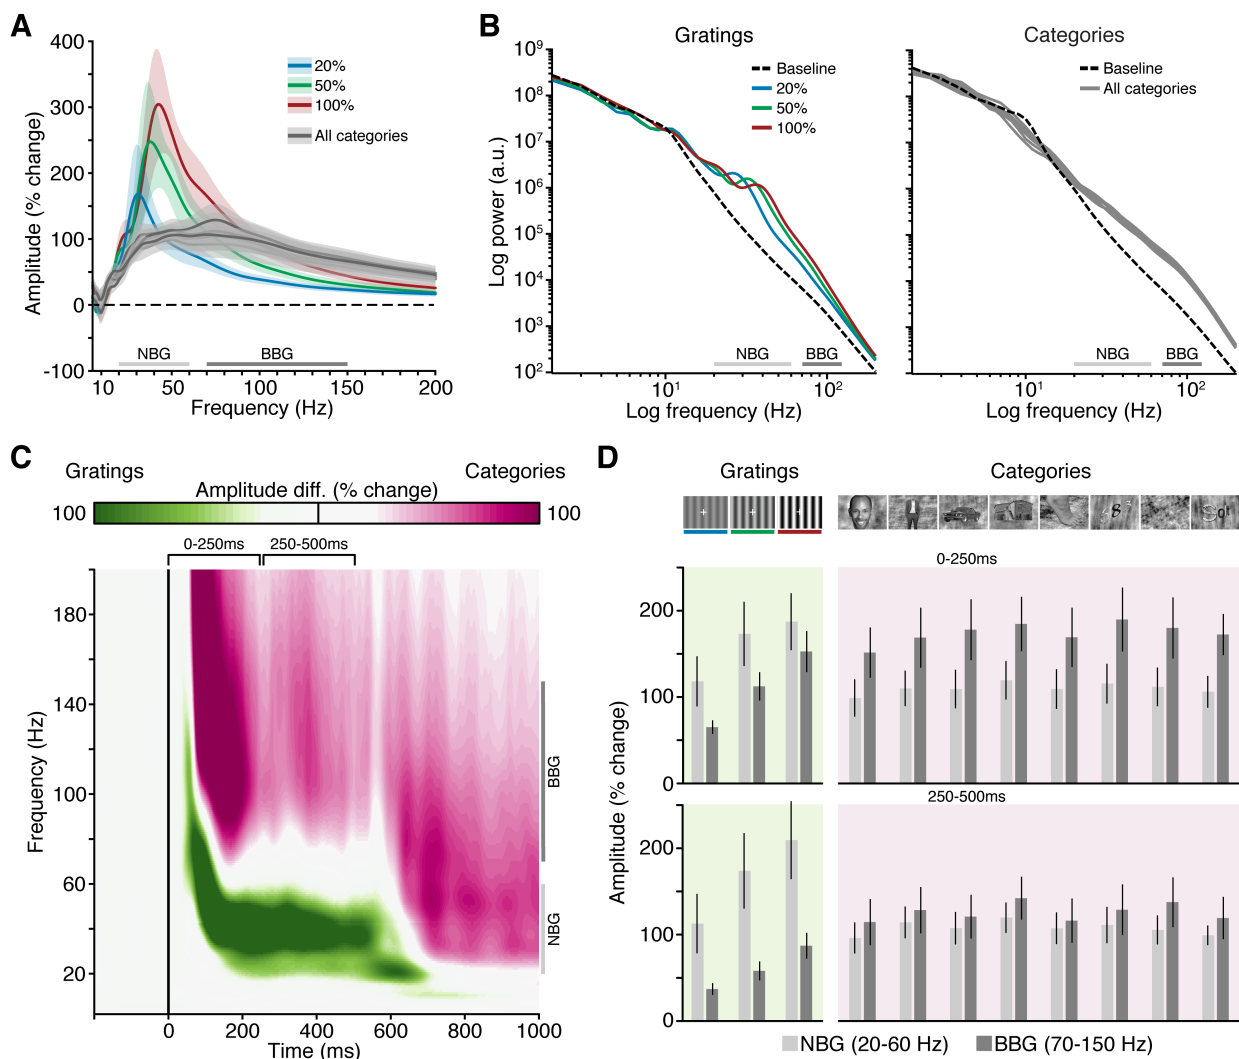 A
400
300
200
100
0
-100
Amplitude (% change)
20%
50%
100%
All categories
NBG
BBG
10 50 100 150 200
Frequency (Hz)
B
Gratings
Categories
Log power (a.u.)
10^9
10^8
10^7
10^6
10^5
10^4
10^3
10^2
Baseline
20%
50%
100%
NBG
BBG
10^1 10^2
Log frequency (Hz)
Baseline
All categories
NBG
BBG
10^1 10^2
Log frequency (Hz)
C
Gratings
Categories
Amplitude diff. (% change)
100
100
0-250ms
250-500ms
Frequency (Hz)
180
140
100
60
20
BBG
NBG
0 200 400 600 800 1000
Time (ms)
D
Gratings
Categories
8
0-250ms
Amplitude (% change)
200
100
0
250-500ms
200
100
0
NBG (20-60 Hz)
BBG (70-150 Hz)